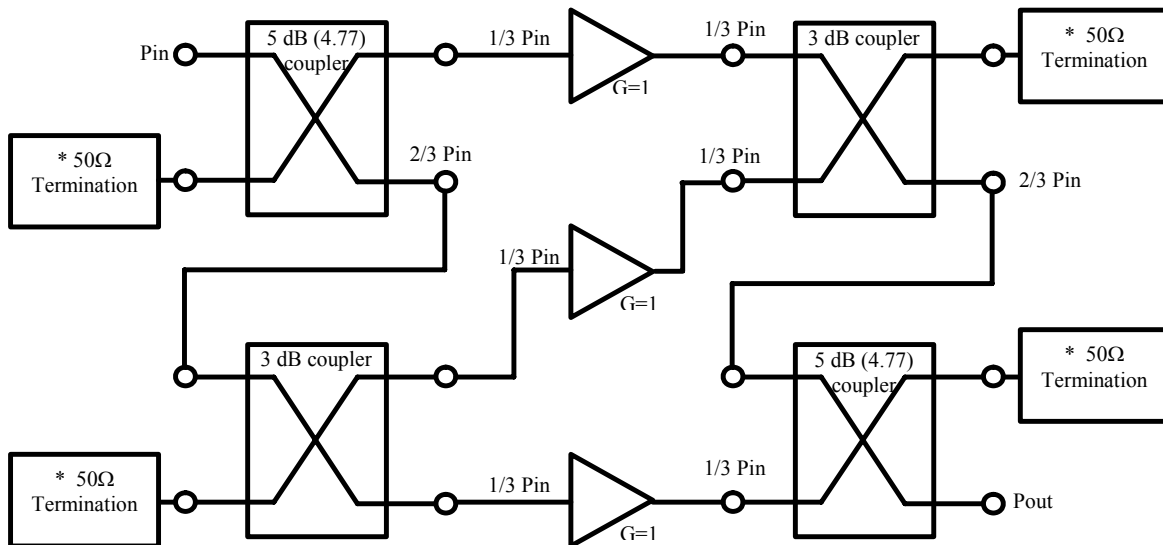 5 dB (4.77)
coupler
Pin
1/3 Pin
G=1
1/3 Pin
3 dB coupler
* 50Ω
Termination
* 50Ω
Termination
2/3 Pin
1/3 Pin
2/3 Pin
1/3 Pin
G=1
3 dB coupler
5 dB (4.77)
coupler
* 50Ω
Termination
* 50Ω
Termination
1/3 Pin
G=1
1/3 Pin
Pout